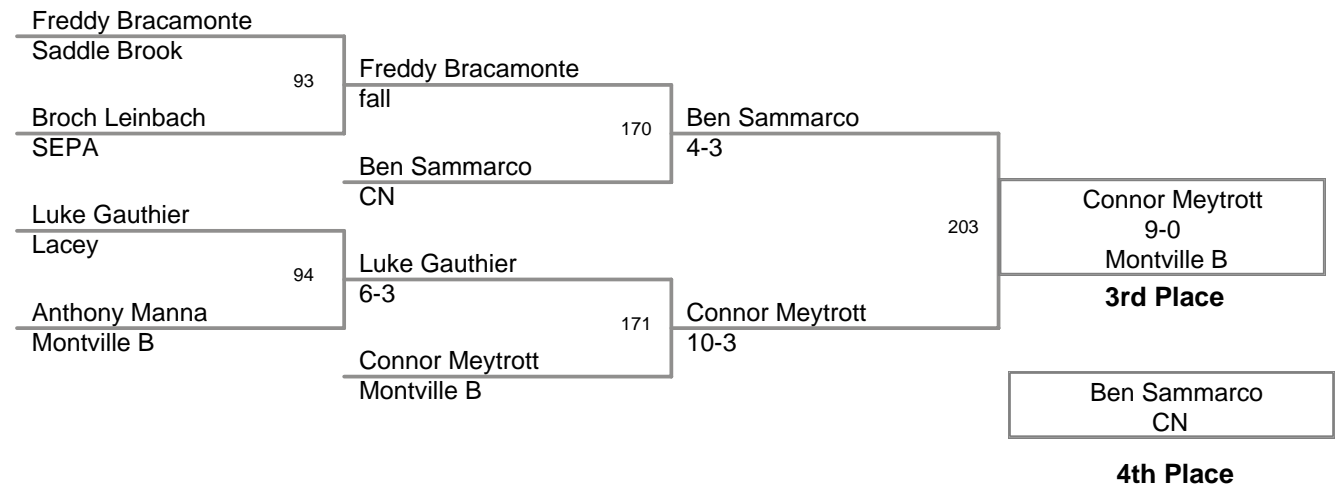 Freddy Bracamonte
Saddle Brook
93
Broch Leinbach
SEPA
Luke Gauthier
Lacey
94
Anthony Manna
Montville B
Freddy Bracamonte
fall
170
Ben Sammarco
CN
Luke Gauthier
6-3
171
Connor Meytrott
Montville B
Ben Sammarco
4-3
203
Connor Meytrott
10-3
Connor Meytrott
9-0
Montville B
3rd Place
Ben Sammarco
CN
4th Place